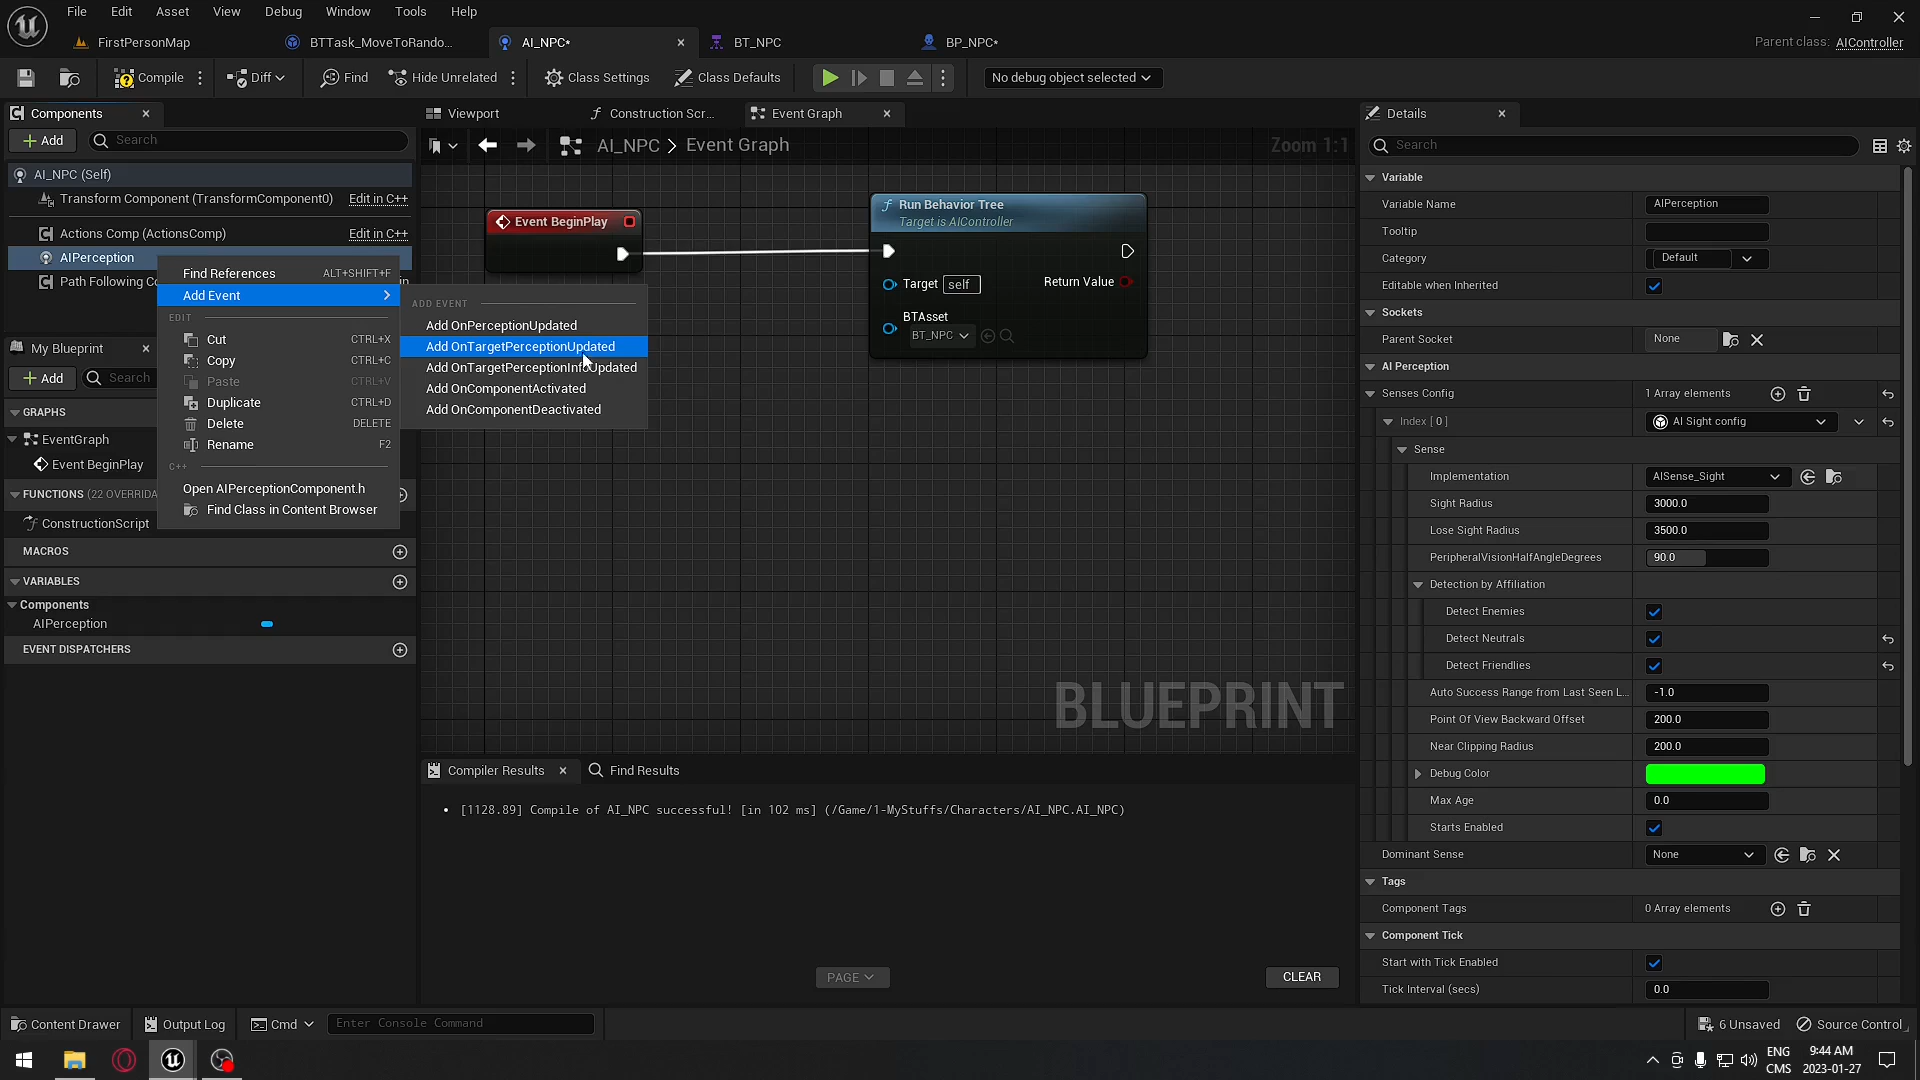 File Edit Asset View Debug Window Tools Help
FirstPersonMap
BTTask_MoveToRando...
AI_NPC*
BT_NPC
BP_NPC*
Parent class: AIController
Compile
Diff
Find
Hide Unrelated
Class Settings
Class Defaults
No debug object selected
Components
Add
Search
AI_NPC (Self)
Transform Component (TransformComponent0) Edit in C++
Actions Comp (ActionsComp) Edit in C++
AIPerception
Path Following Co
Find References ALT+SHIFT+F
Add Event
EDIT
Cut CTRL+X
Copy CTRL+C
Paste CTRL+V
Duplicate CTRL+D
Delete DELETE
Rename F2
C++
Open AIPerceptionComponent.h
Find Class in Content Browser
ADD EVENT
Add OnPerceptionUpdated
Add OnTargetPerceptionUpdated
Add OnTargetPerceptionInfoUpdated
Add OnComponentActivated
Add OnComponentDeactivated
My Blueprint
Add
Search
GRAPHS
EventGraph
Event BeginPlay
FUNCTIONS (22 OVERRIDA
ConstructionScript
MACROS
VARIABLES
Components
AIPerception
EVENT DISPATCHERS
Viewport
Construction Scr...
Event Graph
AI_NPC > Event Graph
Zoom 1:1
Event BeginPlay
Run Behavior Tree
Target is AIController
Target self
Return Value
BTAsset
BT_NPC
BLUEPRINT
Compiler Results
Find Results
[1128.89] Compile of AI_NPC successful! [in 102 ms] (/Game/1-MyStuffs/Characters/AI_NPC.AI_NPC)
PAGE
CLEAR
Details
Search
Variable
Variable Name AIPerception
Tooltip
Category Default
Editable when Inherited
Sockets
Parent Socket None
AI Perception
Senses Config 1 Array elements
Index [ 0 ] AI Sight config
Sense
Implementation AISense_Sight
Sight Radius 3000.0
Lose Sight Radius 3500.0
PeripheralVisionHalfAngleDegrees 90.0
Detection by Affiliation
Detect Enemies
Detect Neutrals
Detect Friendlies
Auto Success Range from Last Seen L... -1.0
Point Of View Backward Offset 200.0
Near Clipping Radius 200.0
Debug Color
Max Age 0.0
Starts Enabled
Dominant Sense None
Tags
Component Tags 0 Array elements
Component Tick
Start with Tick Enabled
Tick Interval (secs) 0.0
Content Drawer
Output Log
Cmd
Enter Console Command
6 Unsaved
Source Control
ENG
CMS
9:44 AM
2023-01-27